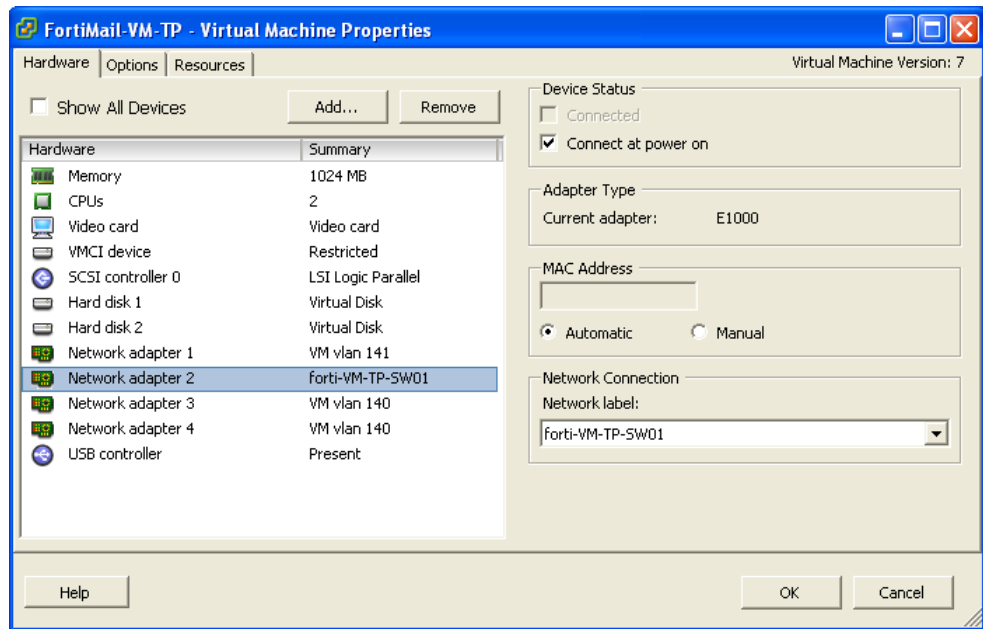 FortiMail-VM-TP - Virtual Machine Properties
Hardware Options Resources Virtual Machine Version: 7
Show All Devices Add... Remove
Hardware Summary
Memory 1024 MB
CPUs 2
Video card Video card
VMCI device Restricted
SCSI controller 0 LSI Logic Parallel
Hard disk 1 Virtual Disk
Hard disk 2 Virtual Disk
Network adapter 1 VM vlan 141
Network adapter 2 forti-VM-TP-SW01
Network adapter 3 VM vlan 140
Network adapter 4 VM vlan 140
USB controller Present
Device Status
Connected
Connect at power on
Adapter Type
Current adapter: E1000
MAC Address
Automatic Manual
Network Connection
Network label:
forti-VM-TP-SW01
Help OK Cancel